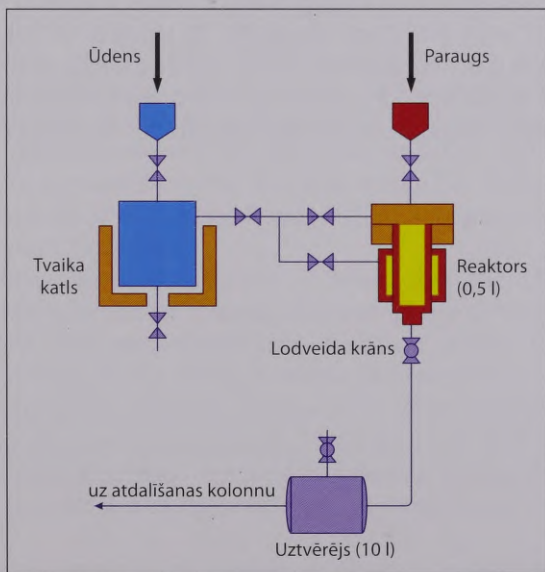 Ūdens
Paraugs
Tvaika
katls
Reaktors
(0,5 l)
Lodveida krāns
uz atdalīšanas kolonnu
Uztvērējs (10 l)